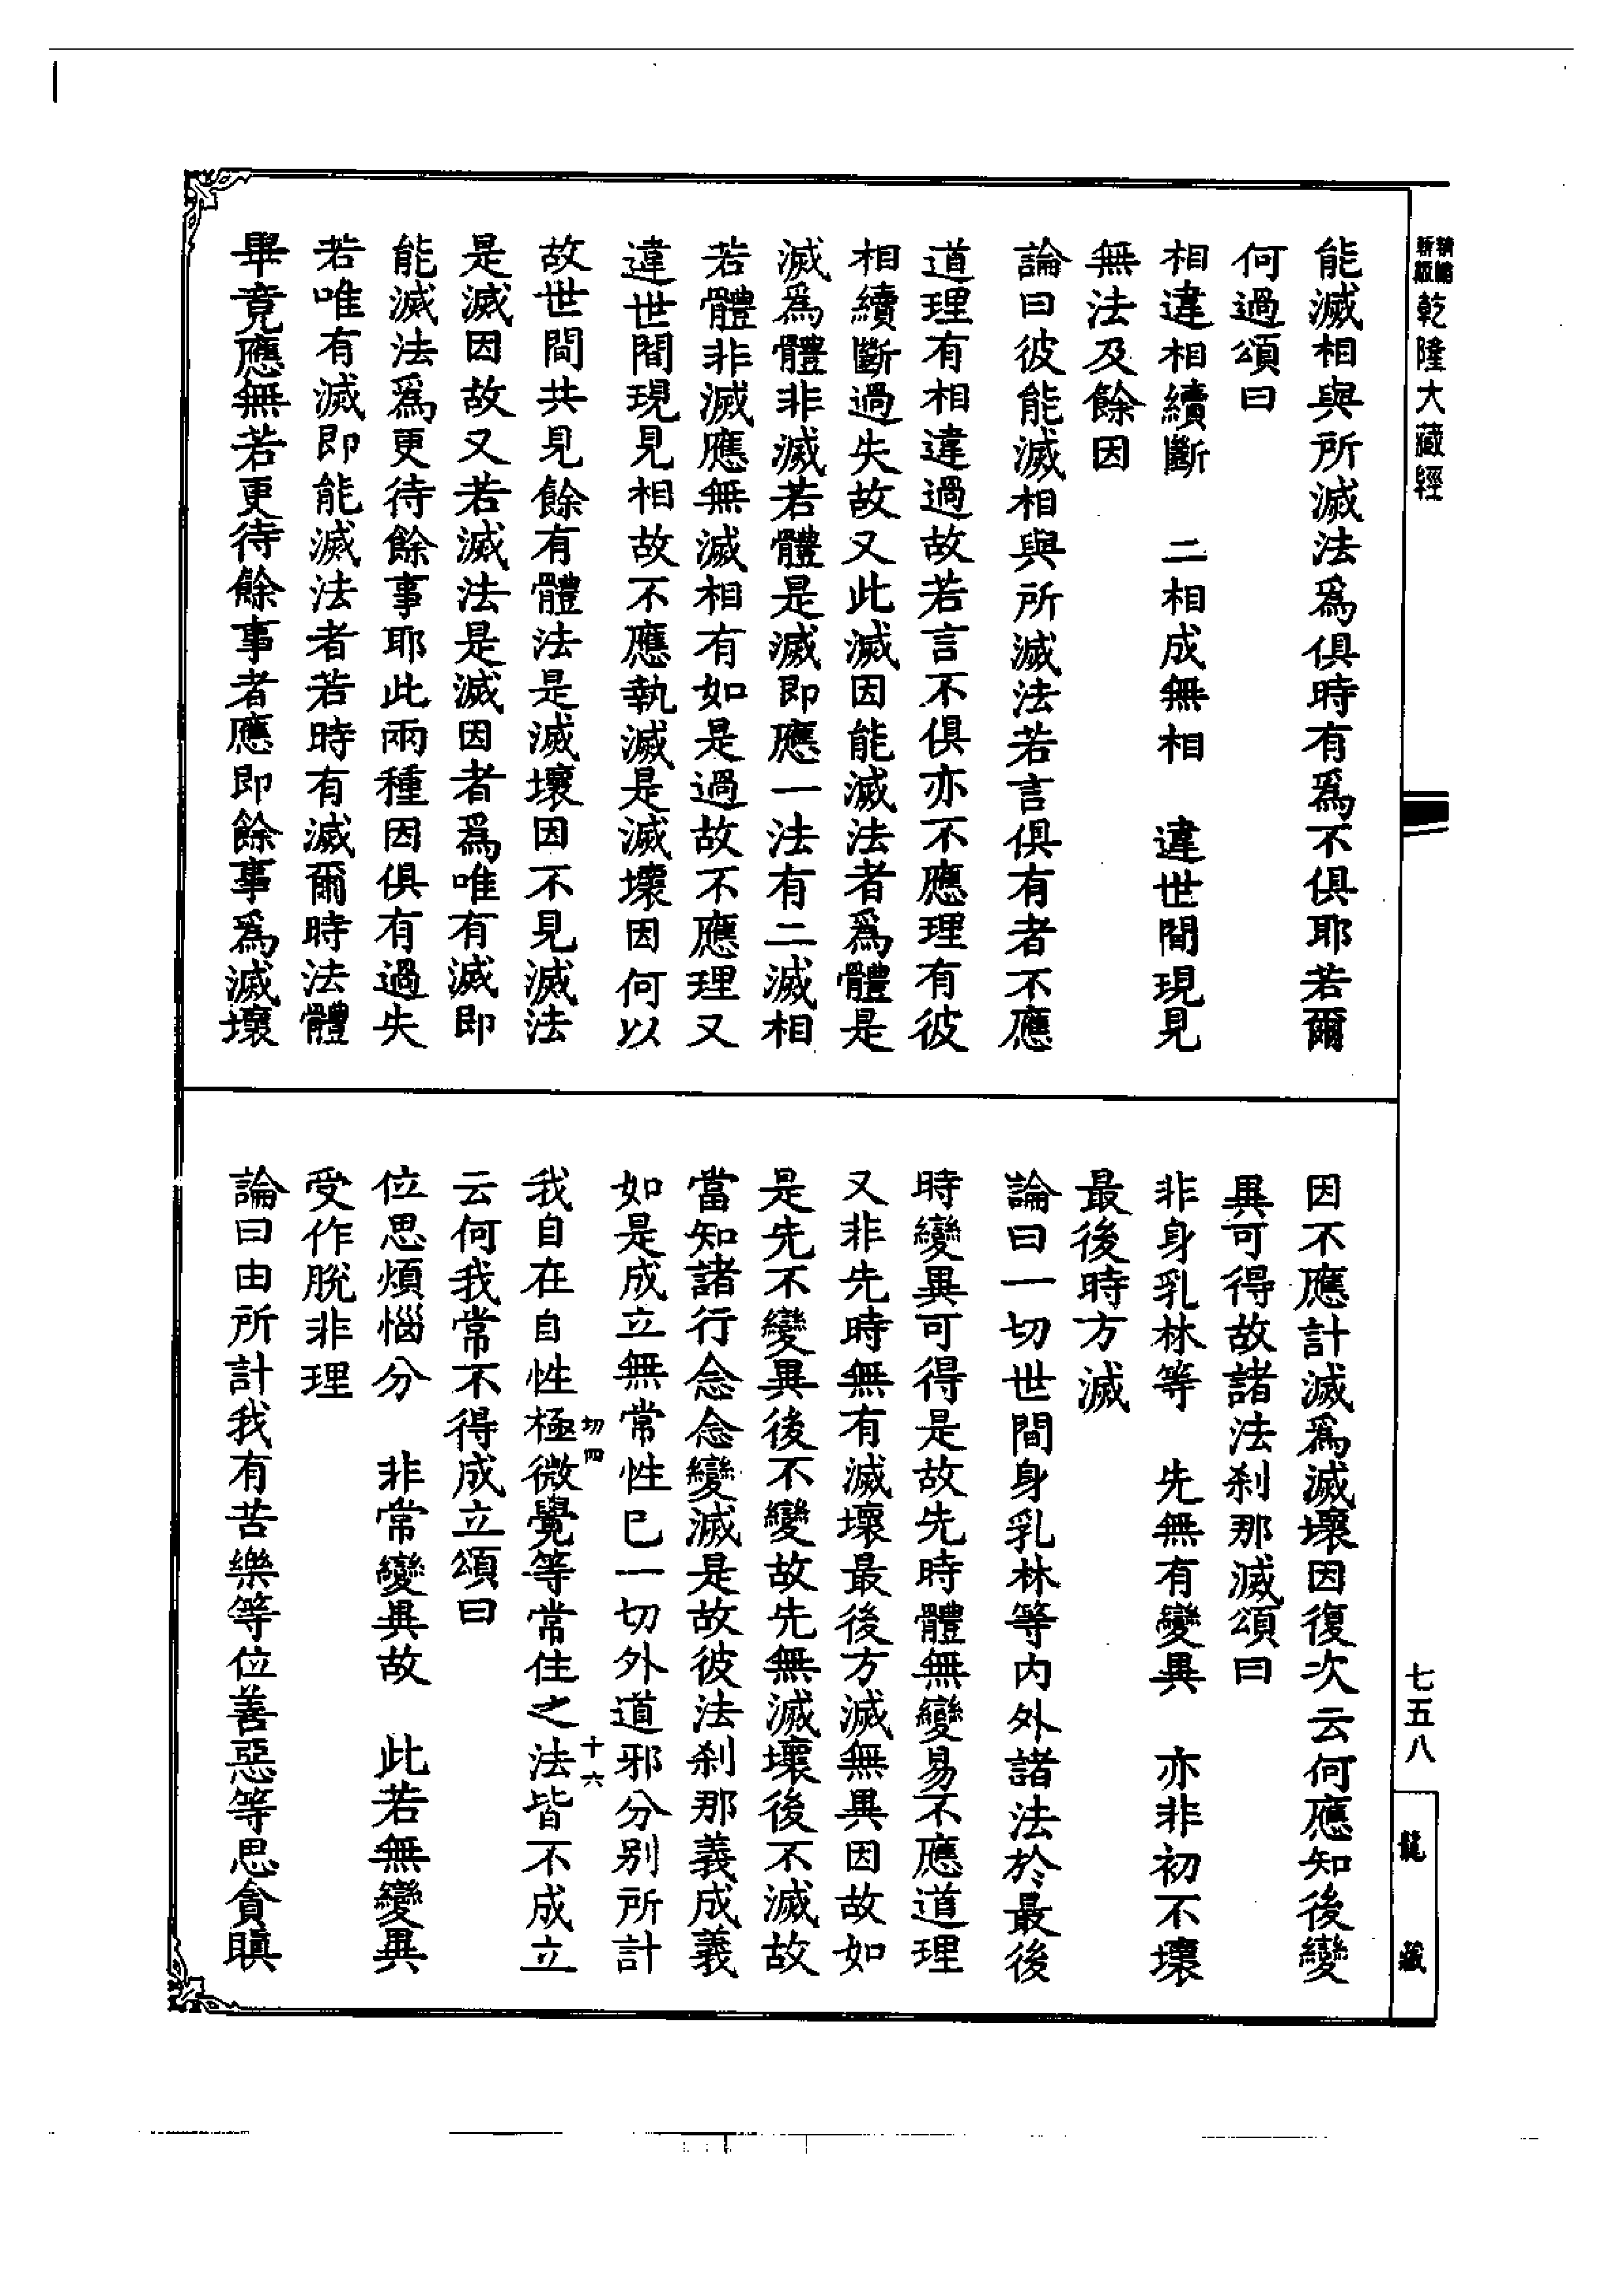 新編
新版
乾隆大藏經
能滅相與所滅法爲俱時有爲不俱耶若爾
何過頌曰
相違相續斷　二相成無相　違世間現見
無法及餘因
論曰彼能滅相與所滅法若言俱有者不應
道理有相違過故若言不俱亦不應理有彼
相續斷過失故又此滅因能滅法者爲體是
滅爲體非滅若體是滅即應一法有二滅相
若體非滅應無滅相有如是過故不應理又
違世間現見相故不應執滅是滅壞因何以
故世間共見餘有體法是滅壞因不見滅法
是滅因故又若滅法是滅因者爲唯有滅即
能滅法爲更待餘事耶此兩種因俱有過失
若唯有滅即能滅法者若時有滅爾時法體
畢竟應無若更待餘事者應即餘事爲滅壞
因不應計滅爲滅壞因復次云何應知後變
異可得故諸法刹那滅頌曰
非身乳林等　先無有變異　亦非初不壞
最後時方滅
論曰一切世間身乳林等内外諸法於最後
時變異可得是故先時體無變易不應道理
又非先時無有滅壞最後方滅無異因故如
是先不變異後不變故先無滅壞後不滅故
當知諸行念念變滅是故彼法刹那義成義
如是成立無常性已一切外道邪分別所計
切四
十六
我自在自性極微覺等常住之法皆不成立
云何我常不得成立頌曰
位思煩惱分　非常變異故　此若無變異
受作脫非理
論曰由所計我有苦樂等位善惡等思貪瞋
七五八
龍藏